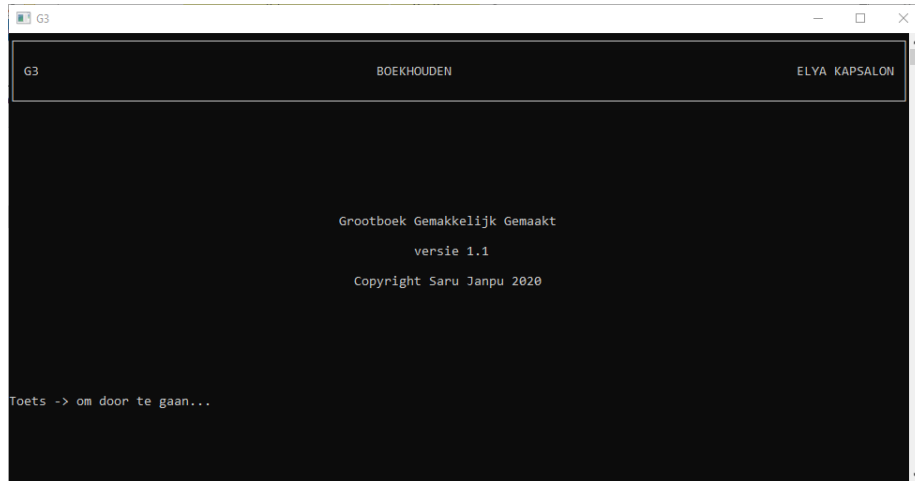 G3
G3 BOEKHOUDEN ELYA KAPSALON
Grootboek Gemakkelijk Gemaakt
versie 1.1
Copyright Saru Janpu 2020
Toets -> om door te gaan...